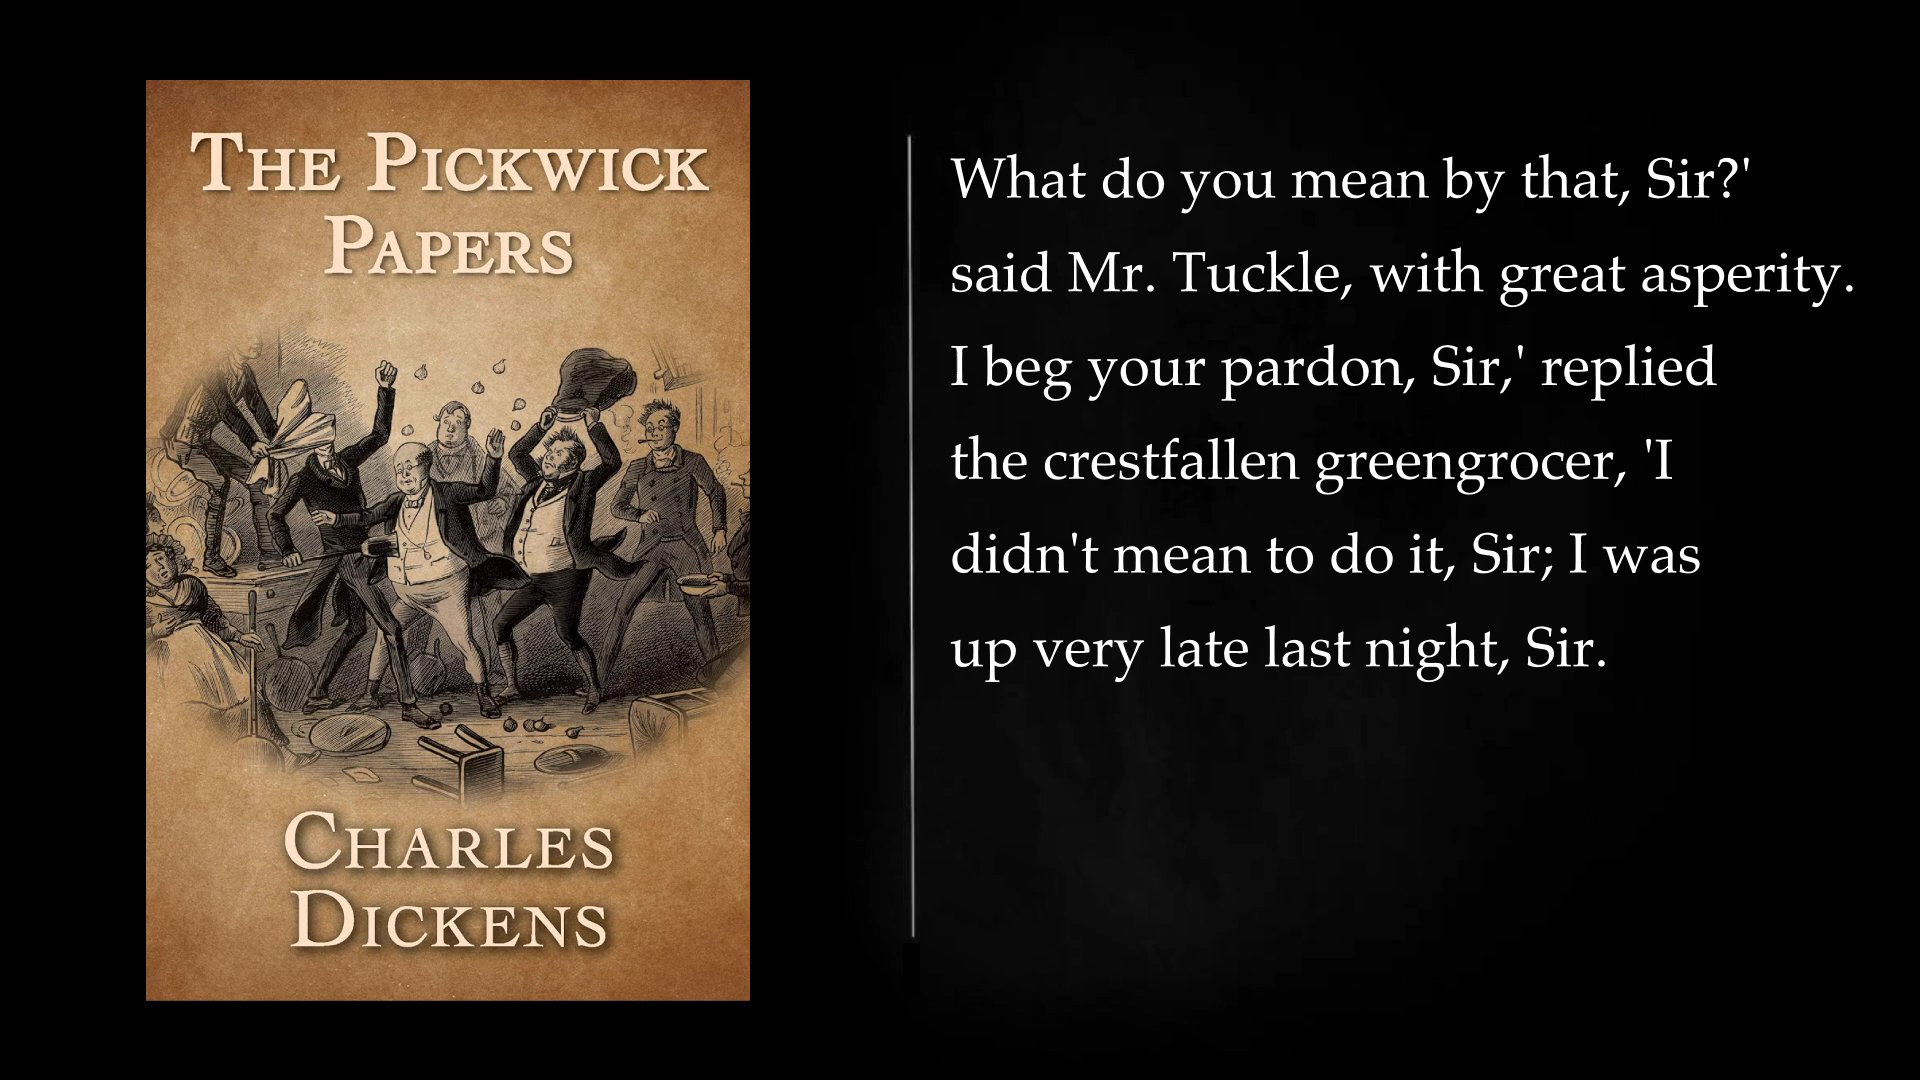 The Pickwick
Papers
Charles
Dickens
What do you mean by that, Sir?'
said Mr. Tuckle, with great asperity.
I beg your pardon, Sir,' replied
the crestfallen greengrocer, 'I
didn't mean to do it, Sir; I was
up very late last night, Sir.